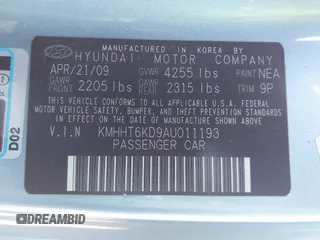 MANUFACTURED IN KOREA BY
HYUNDAI MOTOR COMPANY
APR/21/09 GVWR 4255 lbs PAINT NEA
GAWR FRONT 2205 lbs GAWR REAR 2315 lbs TRIM 9P
THIS VEHICLE CONFORMS TO ALL APPLICABLE U.S.A. FEDERAL
MOTOR VEHICLE SAFETY, BUMPER, AND THEFT PREVENTION
STANDARDS IN EFFECT ON THE DATE OF MANUFACTURE SHOWN
ABOVE.
V.I.N KMHHT6KD9AU011193
PASSENGER CAR
D02
DREAMBID